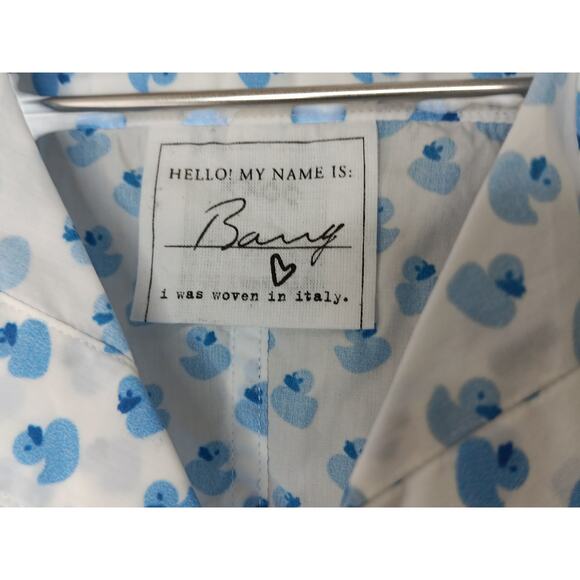 HELLO! MY NAME IS:
Barry
i was woven in italy.